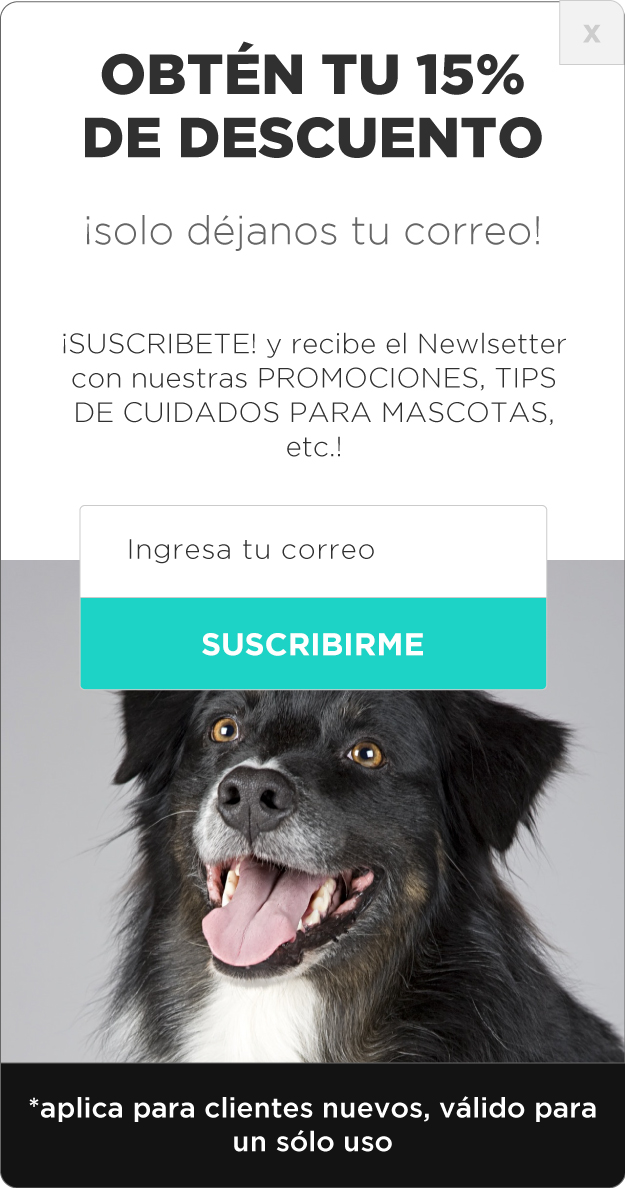 x
OBTÉN TU 15%
DE DESCUENTO
¡solo déjanos tu correo!
¡SUSCRIBETE! y recibe el Newlsetter
con nuestras PROMOCIONES, TIPS
DE CUIDADOS PARA MASCOTAS,
etc.!
Ingresa tu correo
SUSCRIBIRME
*aplica para clientes nuevos, válido para
un sólo uso